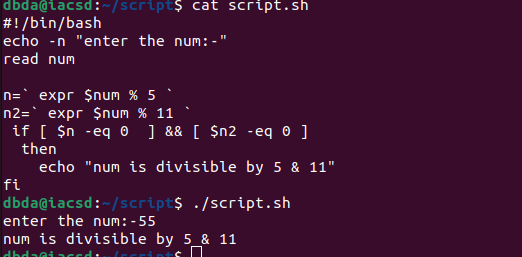 dbda@iacsd:~/script$ cat script.sh
#!/bin/bash
echo -n "enter the num:-"
read num
n=` expr $num % 5 `
n2=` expr $num % 11 `
if [ $n -eq 0  ] && [ $n2 -eq 0 ]
then
echo "num is divisible by 5 & 11"
fi
dbda@iacsd:~/script$ ./script.sh
enter the num:-55
num is divisible by 5 & 11
dbda@iacsd:~/script$